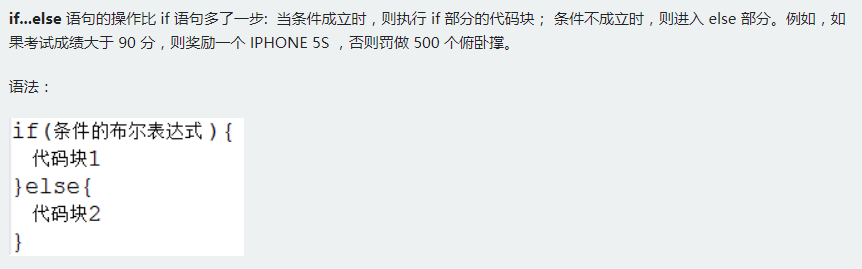 if...else 语句的操作比 if 语句多了一步:  当条件成立时，则执行 if 部分的代码块； 条件不成立时，则进入 else 部分。例如，如
果考试成绩大于 90 分，则奖励一个 IPHONE 5S ，否则罚做 500 个俯卧撑。
语法：
if(条件的布尔表达式){
代码块1
}else{
代码块2
}